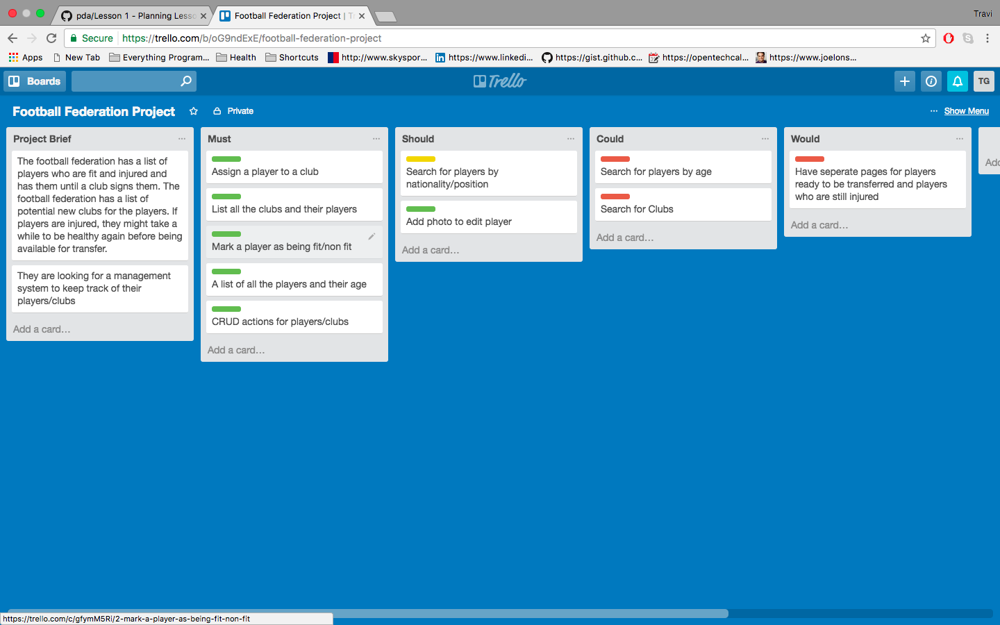 pda/Lesson 1 - Planning Lesso
Football Federation Project | T
Travi
Secure
https://trello.com/b/oG9ndExE/football-federation-project
Apps
New Tab
Everything Program...
Health
Shortcuts
http://www.skyspor...
https://www.linkedi...
https://gist.github.c...
https://opentechcal...
https://www.joelons...
Boards
Trello
TG
Football Federation Project
Private
... Show Menu
Project Brief
The football federation has a list of
players who are fit and injured and
has them until a club signs them. The
football federation has a list of
potential new clubs for the players. If
players are injured, they might take a
while to be healthy again before being
available for transfer.
They are looking for a management
system to keep track of their
players/clubs
Add a card...
Must
Assign a player to a club
List all the clubs and their players
Mark a player as being fit/non fit
A list of all the players and their age
CRUD actions for players/clubs
Add a card...
Should
Search for players by
nationality/position
Add photo to edit player
Add a card...
Could
Search for players by age
Search for Clubs
Add a card...
Would
Have seperate pages for players
ready to be transferred and players
who are still injured
Add a card...
Add
https://trello.com/c/gfymM5Ri/2-mark-a-player-as-being-fit-non-fit